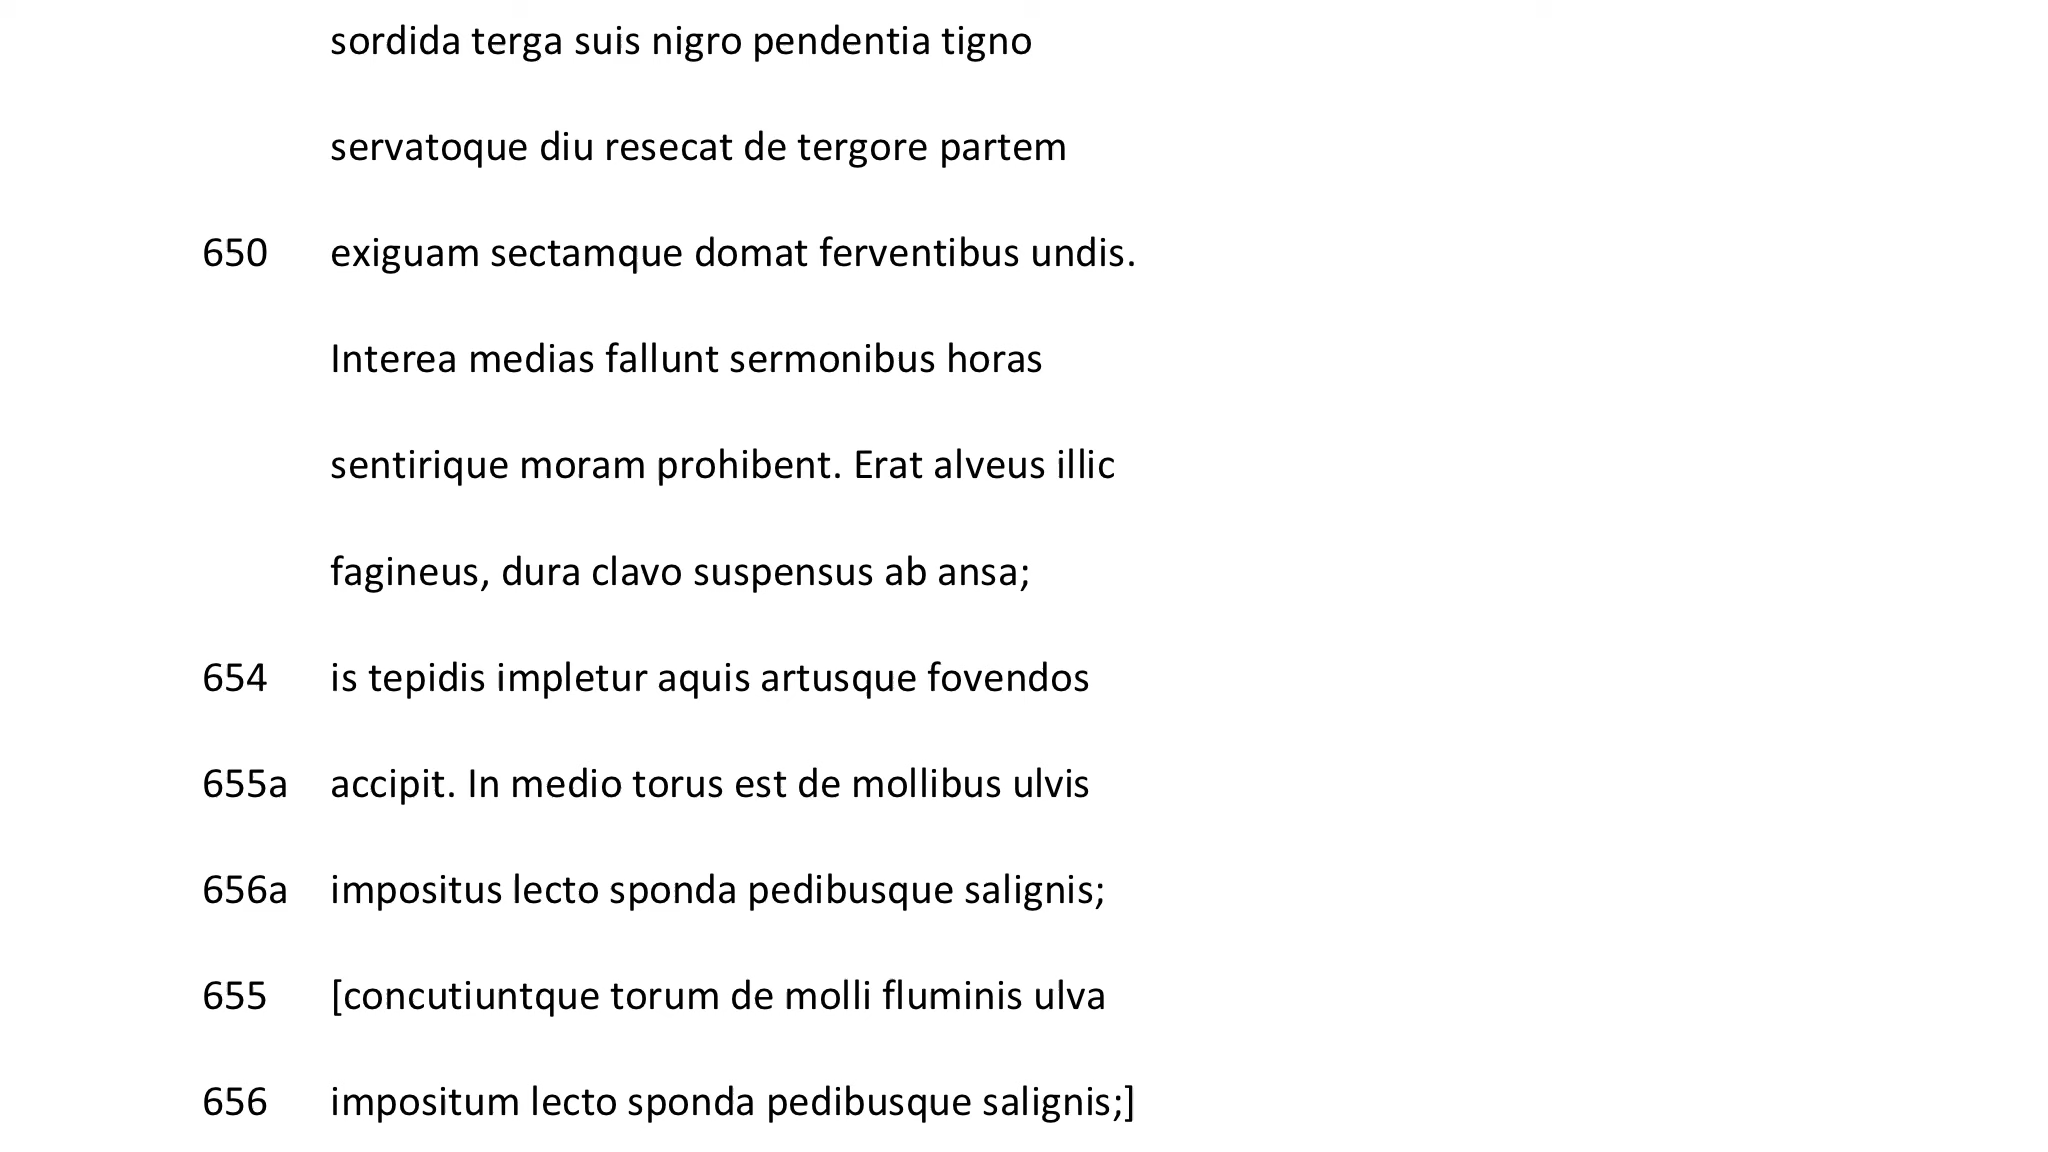 sordida terga suis nigro pendentia tigno
servatoque diu resecat de tergore partem
650 exiguam sectamque domat ferventibus undis.
Interea medias fallunt sermonibus horas
sentirique moram prohibent. Erat alveus illic
fagineus, dura clavo suspensus ab ansa;
654 is tepidis impletur aquis artusque fovendos
655a accipit. In medio torus est de mollibus ulvis
656a impositus lecto sponda pedibusque salignis;
655 [concutiuntque torum de molli fluminis ulva
656 impositum lecto sponda pedibusque salignis;]